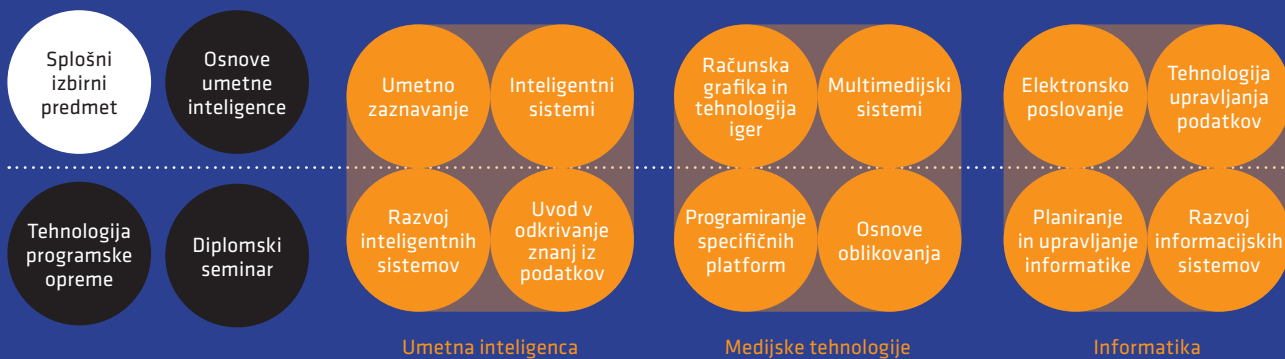 Splošni
izbirni
predmet
Osnove
umetne
inteligence
Umetno
zaznavanje
Inteligentni
sistemi
Računska
grafika in
tehnologija
iger
Multimedijski
sistemi
Elektronsko
poslovanje
Tehnologija
upravljanja
podatkov
Tehnologija
programske
opreme
Diplomski
seminar
Razvoj
inteligentnih
sistemov
Uvod v
odkrivanje
znanj iz
podatkov
Programiranje
specifičnih
platform
Osnove
oblikovanja
Planiranje
in upravljanje
informatike
Razvoj
informacijskih
sistemov
Umetna inteligenca
Medijske tehnologije
Informatika